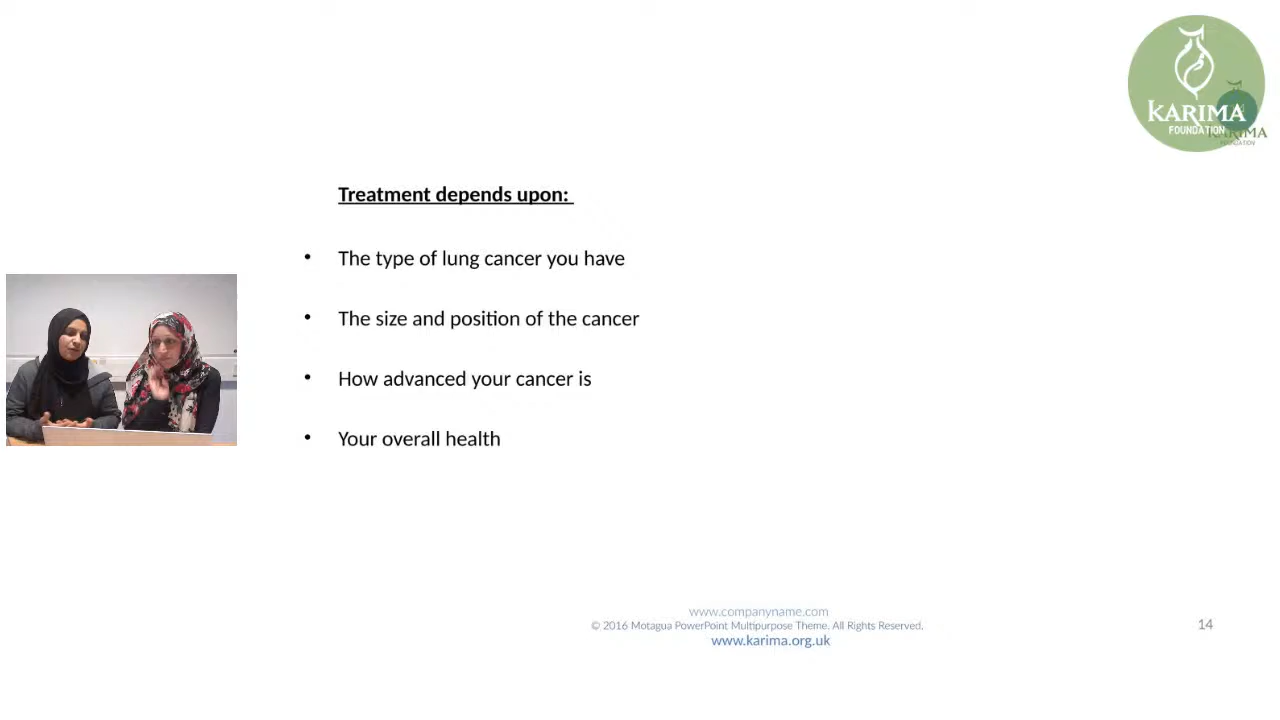 KARIMA
FOUNDATION
KARIMA
FOUNDATION
Treatment depends upon:
• The type of lung cancer you have
• The size and position of the cancer
• How advanced your cancer is
• Your overall health
www.companyname.com
© 2016 Motagua PowerPoint Multipurpose Theme. All Rights Reserved.
www.karima.org.uk
14